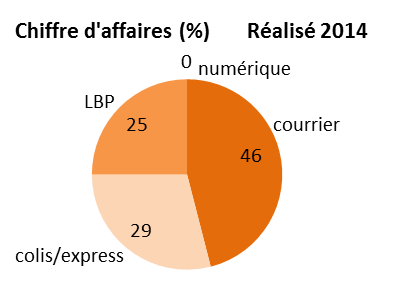 Chiffre d'affaires (%) Réalisé 2014
0
numérique
LBP
25
courrier
46
29
colis/express